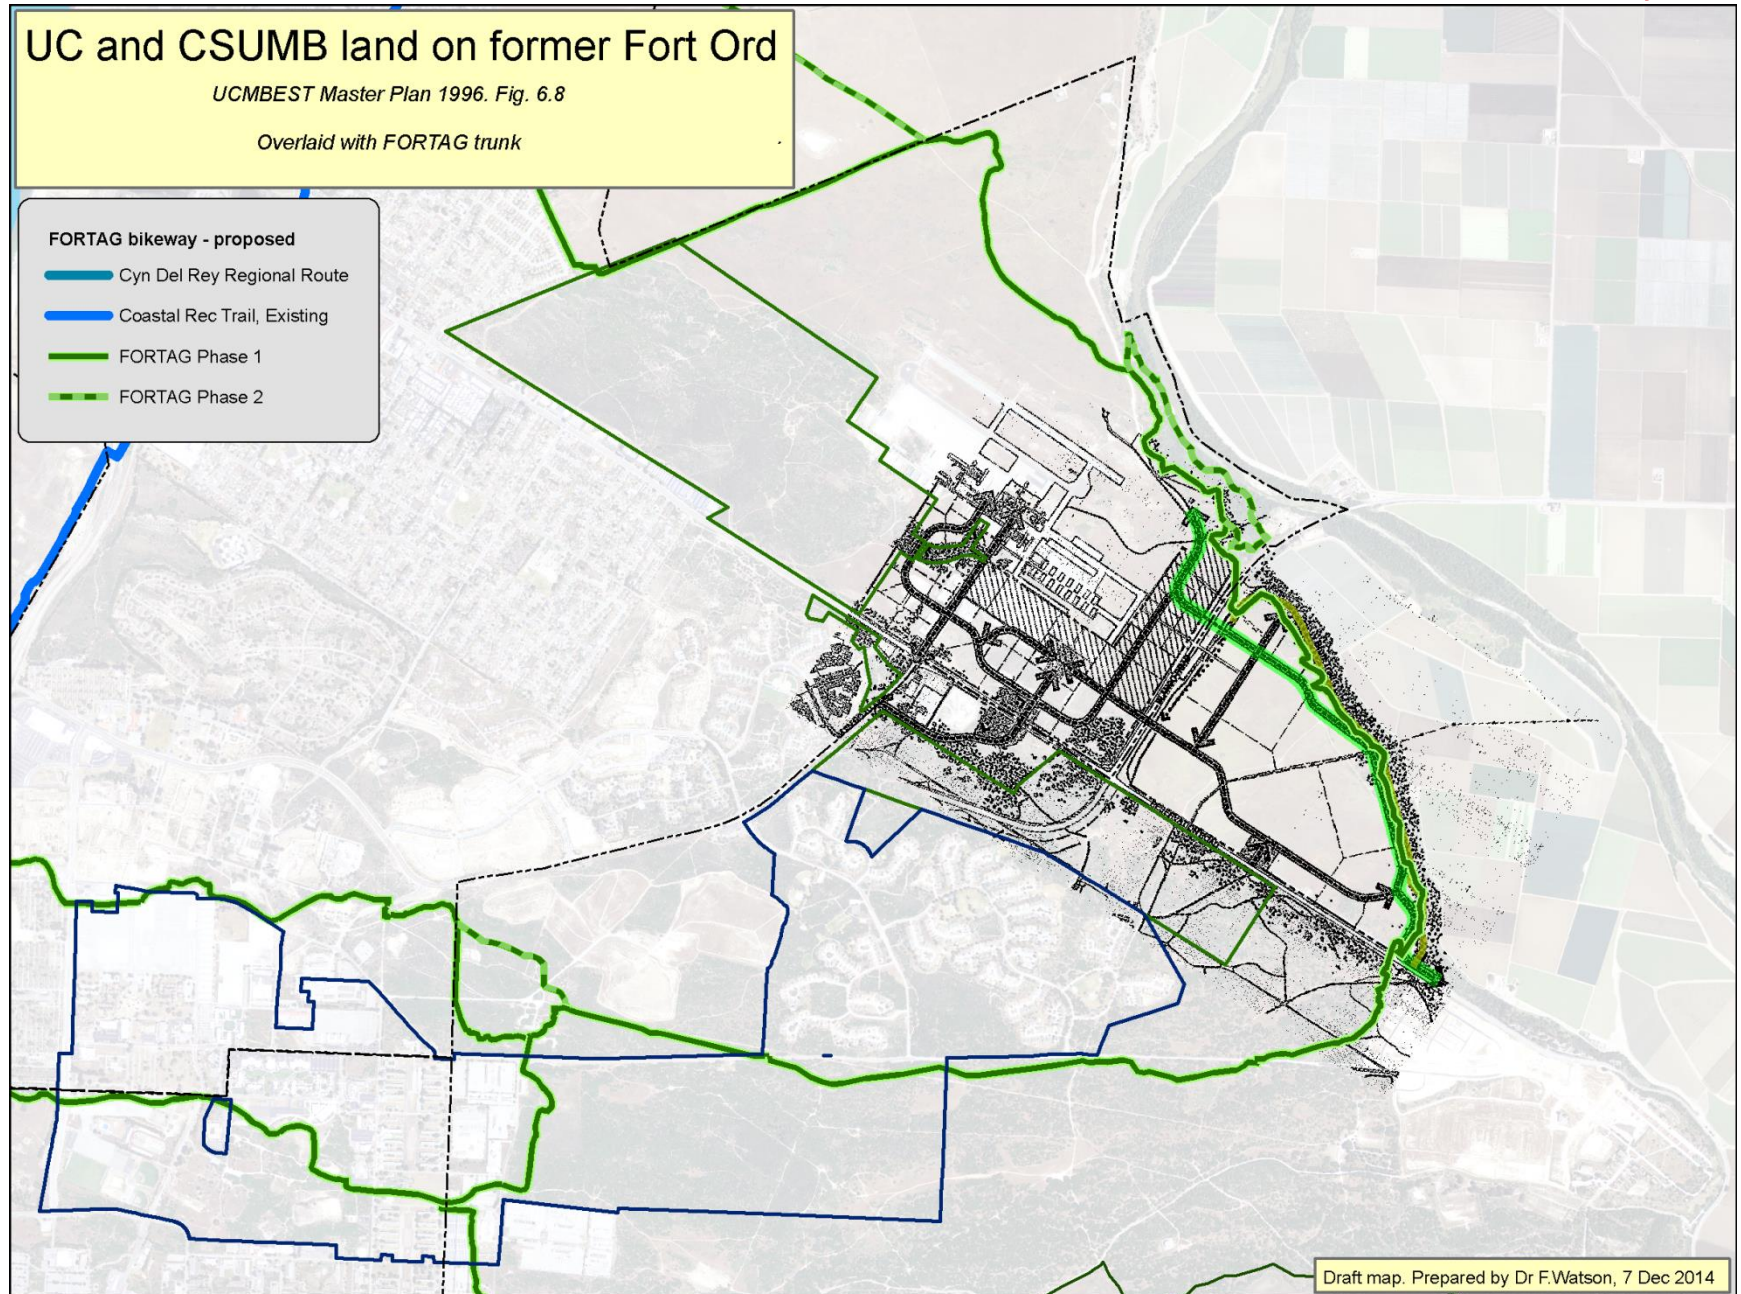 UC and CSUMB land on former Fort Ord
UCMBEST Master Plan 1996. Fig. 6.8
Overlaid with FORTAG trunk
FORTAG bikeway - proposed
Cyn Del Rey Regional Route
Coastal Rec Trail, Existing
FORTAG Phase 1
FORTAG Phase 2
Draft map. Prepared by Dr F.Watson, 7 Dec 2014